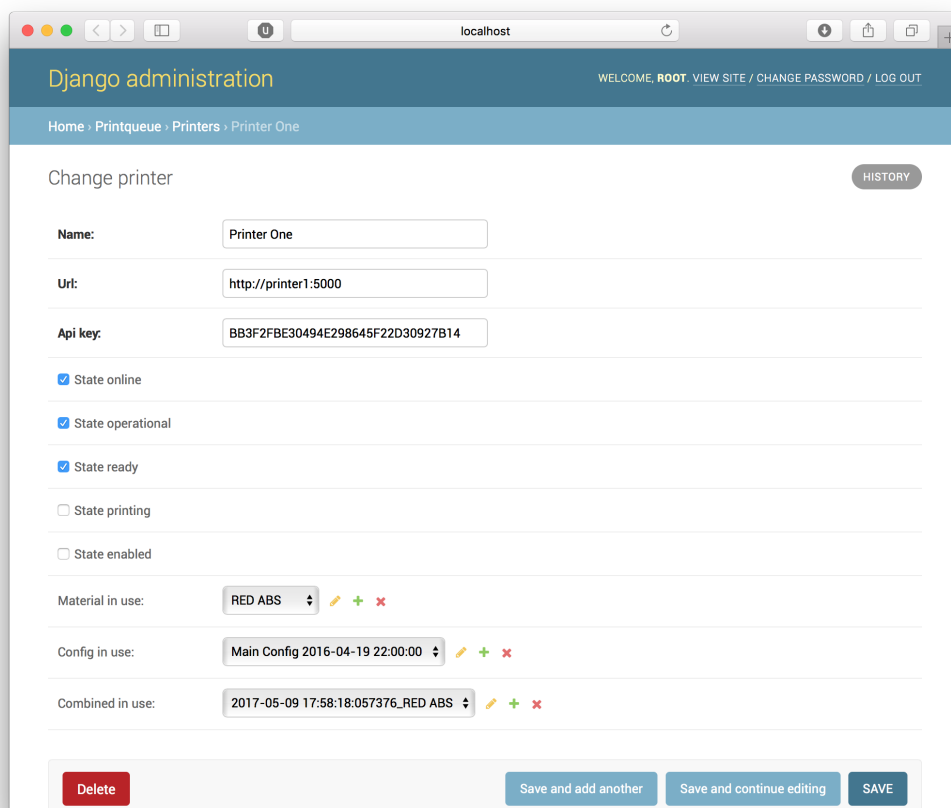 localhost
Django administration
WELCOME, ROOT. VIEW SITE / CHANGE PASSWORD / LOG OUT
Home › Printqueue › Printers › Printer One
Change printer
HISTORY
Name:
Printer One
Url:
http://printer1:5000
Api key:
BB3F2FBE30494E298645F22D30927B14
State online
State operational
State ready
State printing
State enabled
Material in use:
RED ABS
Config in use:
Main Config 2016-04-19 22:00:00
Combined in use:
2017-05-09 17:58:18:057376_RED ABS
Delete
Save and add another
Save and continue editing
SAVE